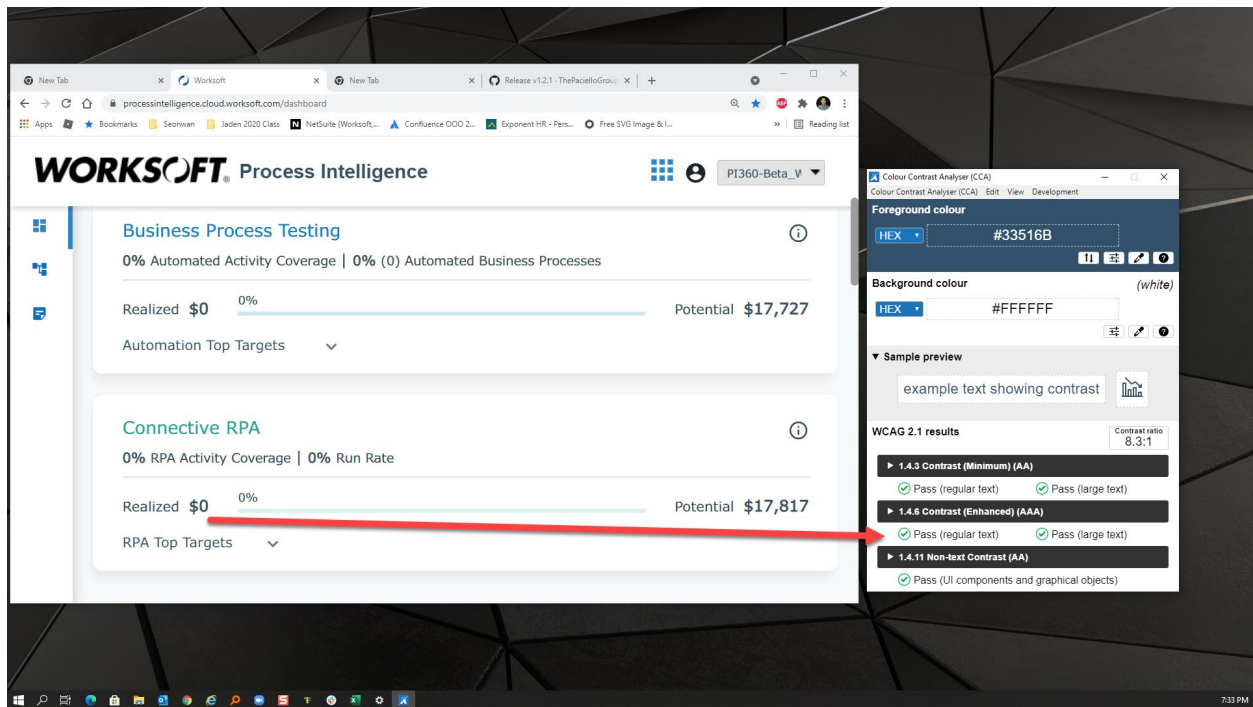 New Tab
Worksoft
New Tab
Release v1.2.1 · ThePacielloGroup
processintelligence.cloud.worksoft.com/dashboard
Apps
Bookmarks
Seonwan
Jaden 2020 Class
NetSuite (Worksoft,...
Confluence OOO 2...
Exponent HR - Pers...
Free SVG Image & I...
»
Reading list
WORKSOFT® Process Intelligence
PI360-Beta_W
Business Process Testing
0% Automated Activity Coverage | 0% (0) Automated Business Processes
Realized $0
0%
Potential $17,727
Automation Top Targets
Connective RPA
0% RPA Activity Coverage | 0% Run Rate
Realized $0
0%
Potential $17,817
RPA Top Targets
Colour Contrast Analyser (CCA)
Colour Contrast Analyser (CCA) Edit View Development
Foreground colour
HEX
#33516B
Background colour
(white)
HEX
#FFFFFF
Sample preview
example text showing contrast
WCAG 2.1 results
Contrast ratio
8.3:1
1.4.3 Contrast (Minimum) (AA)
Pass (regular text)
Pass (large text)
1.4.6 Contrast (Enhanced) (AAA)
Pass (regular text)
Pass (large text)
1.4.11 Non-text Contrast (AA)
Pass (UI components and graphical objects)
7:33 PM